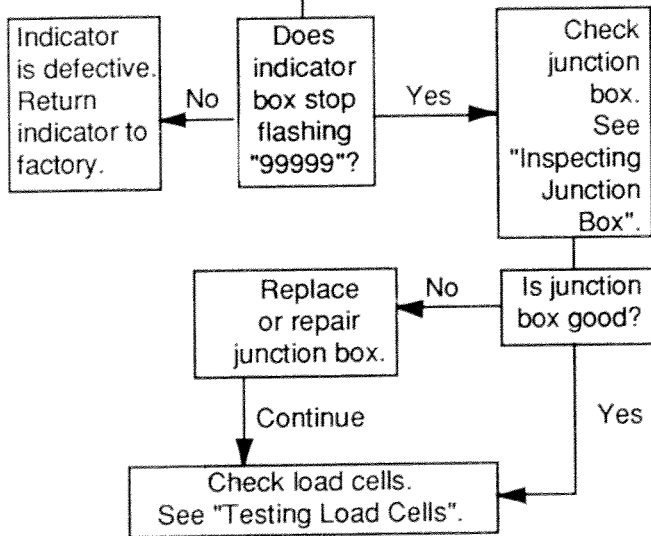 Indicator
is defective.
Return
indicator to
factory.
No
Does
indicator
box stop
flashing
"99999"?
Yes
Check
junction
box.
See
"Inspecting
Junction
Box".
Replace
or repair
junction box.
No
Is junction
box good?
Continue
Yes
Check load cells.
See "Testing Load Cells".